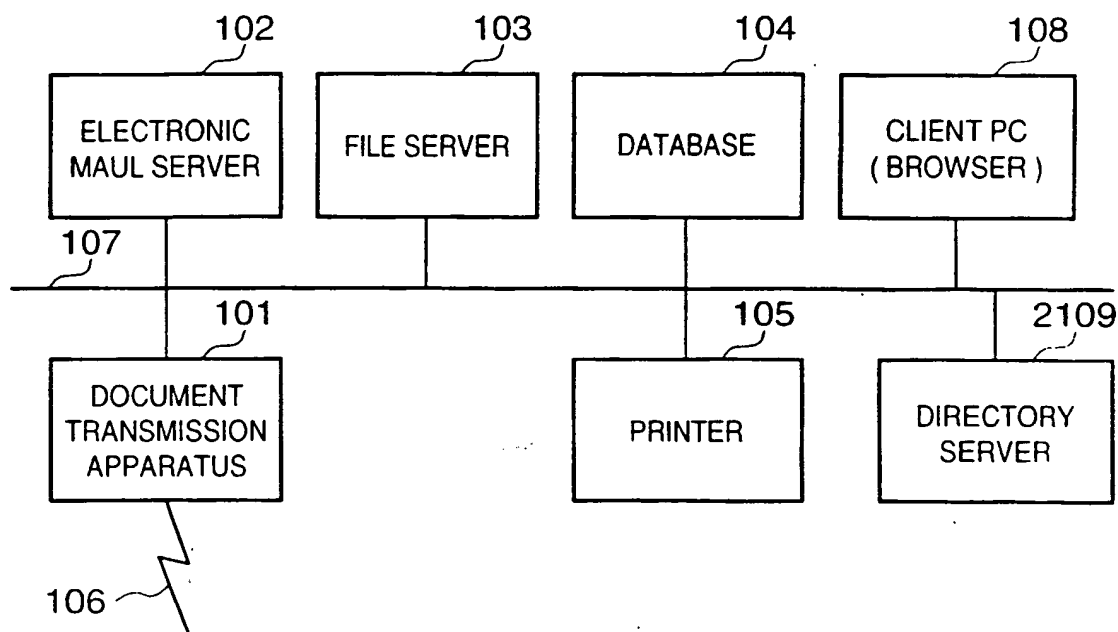 102
103
104
108
ELECTRONIC
MAUL SERVER
FILE SERVER
DATABASE
CLIENT PC
( BROWSER )
107
101
105
2109
DOCUMENT
TRANSMISSION
APPARATUS
PRINTER
DIRECTORY
SERVER
106